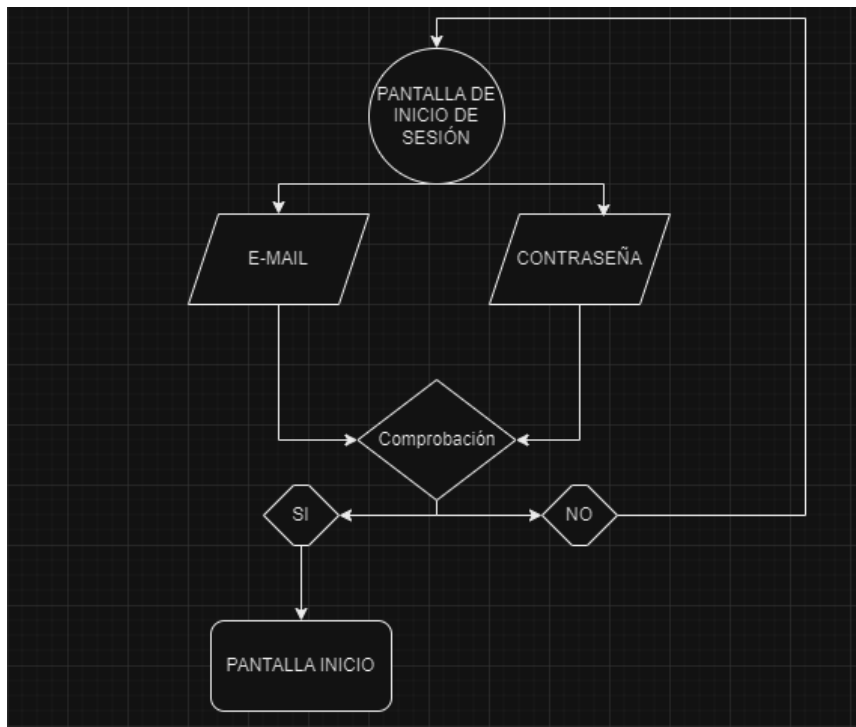 PANTALLA DE
INICIO DE
SESIÓN
E-MAIL
CONTRASEÑA
Comprobación
SI
NO
PANTALLA INICIO